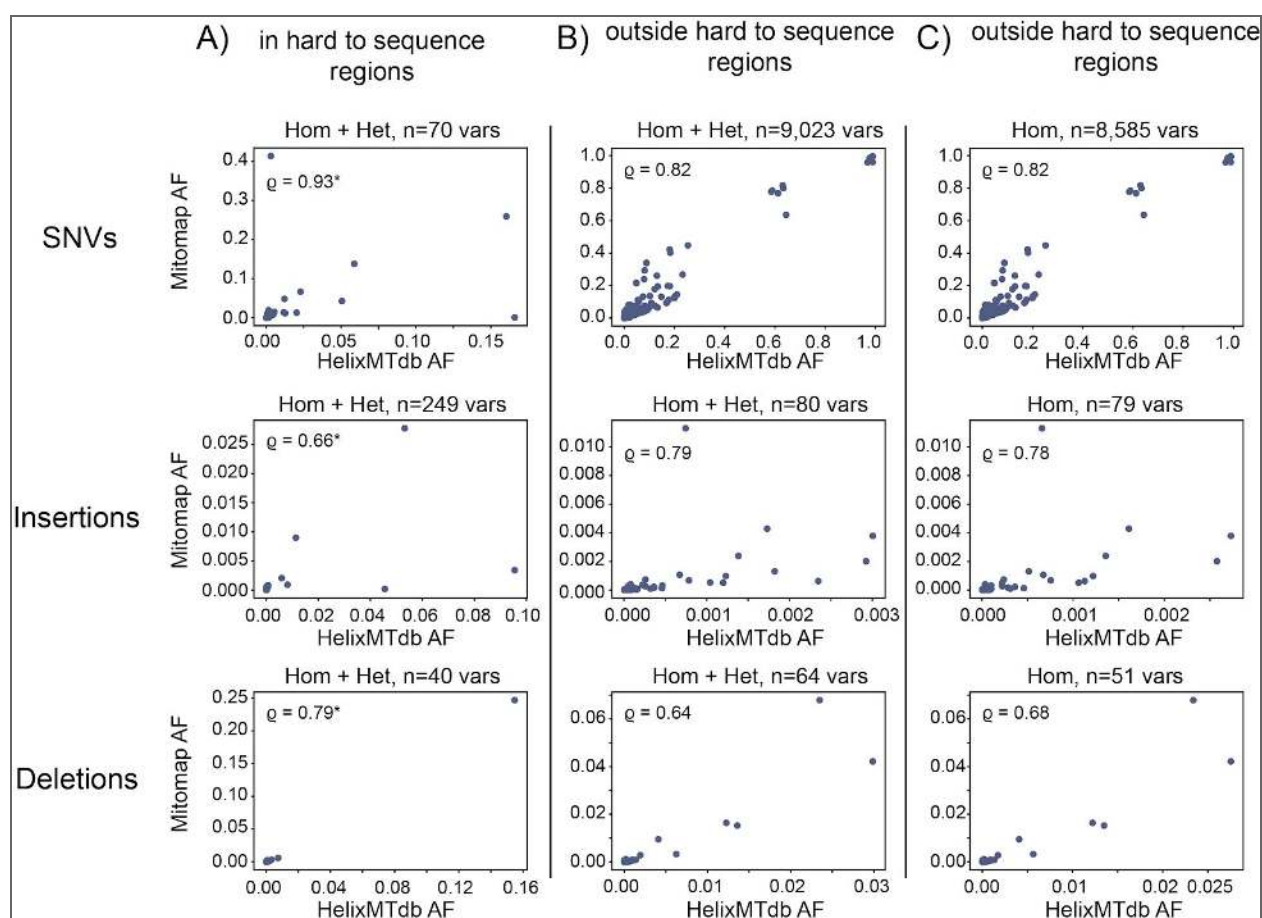 A) in hard to sequence regions
B) outside hard to sequence regions
C) outside hard to sequence regions
SNVs
Hom + Het, n=70 vars
ϱ = 0.93*
Mitomap AF
0.4
0.3
0.2
0.1
0.0
0.00 0.05 0.10 0.15
HelixMTdb AF
Hom + Het, n=9,023 vars
ϱ = 0.82
1.0
0.8
0.6
0.4
0.2
0.0
0.0 0.2 0.4 0.6 0.8 1.0
HelixMTdb AF
Hom, n=8,585 vars
ϱ = 0.82
1.0
0.8
0.6
0.4
0.2
0.0
0.0 0.2 0.4 0.6 0.8 1.0
HelixMTdb AF
Insertions
Hom + Het, n=249 vars
ϱ = 0.66*
Mitomap AF
0.025
0.020
0.015
0.010
0.005
0.000
0.00 0.02 0.04 0.06 0.08 0.100
HelixMTdb AF
Hom + Het, n=80 vars
ϱ = 0.79
0.010
0.008
0.006
0.004
0.002
0.000
0.000 0.001 0.002 0.003
HelixMTdb AF
Hom, n=79 vars
ϱ = 0.78
0.010
0.008
0.006
0.004
0.002
0.000
0.000 0.001 0.002
HelixMTdb AF
Deletions
Hom + Het, n=40 vars
ϱ = 0.79*
Mitomap AF
0.25
0.20
0.15
0.10
0.05
0.00
0.00 0.04 0.08 0.12 0.16
HelixMTdb AF
Hom + Het, n=64 vars
ϱ = 0.64
0.06
0.04
0.02
0.00
0.00 0.01 0.02 0.03
HelixMTdb AF
Hom, n=51 vars
ϱ = 0.68
0.06
0.04
0.02
0.00
0.00 0.01 0.02 0.025
HelixMTdb AF